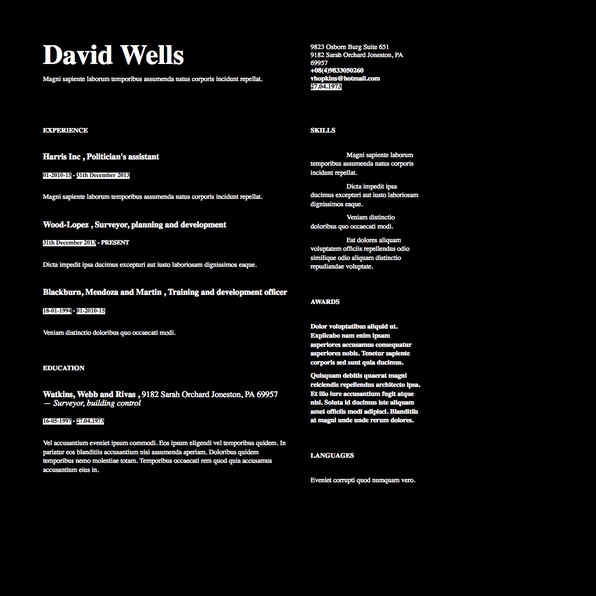 David Wells
Magni sapiente laborum temporibus assumenda natus corporis incidunt repellat.
9823 Osborn Burg Suite 651
9182 Sarah Orchard Joneston, PA
69957
+08(4)9833050260
vhopkins@hotmail.com
27.04.1973
EXPERIENCE
Harris Inc , Politician's assistant
01-2010-15 - 31th December 2013
Magni sapiente laborum temporibus assumenda natus corporis incidunt repellat.
Wood-Lopez , Surveyor, planning and development
31th December 2013 - PRESENT
Dicta impedit ipsa ducimus excepturi aut iusto laboriosam dignissimos eaque.
Blackburn, Mendoza and Martin , Training and development officer
18-01-1994 - 01-2010-15
Veniam distinctio doloribus quo occaecati modi.
EDUCATION
Watkins, Webb and Rivas , 9182 Sarah Orchard Joneston, PA 69957
— Surveyor, building control
16-05-1997 - 27.04.1973
Vel accusantium eveniet ipsum commodi. Eos ipsum eligendi vel temporibus quidem. In
pariatur eos blanditiis accusantium nisi assumenda aperiam. Doloribus quidem
temporibus nemo molestiae totam. Temporibus occaecati rem quod quia accusamus
accusantium eius in.
SKILLS
Magni sapiente laborum
temporibus assumenda natus corporis
incidunt repellat.
Dicta impedit ipsa
ducimus excepturi aut iusto laboriosam
dignissimos eaque.
Veniam distinctio
doloribus quo occaecati modi.
Est dolores aliquam
voluptatem officiis repellendus odio
similique odio aliquam distinctio
repudiandae voluptate.
AWARDS
Dolor voluptatibus aliquid ut.
Explicabo nam enim ipsam
asperiores accusamus consequatur
asperiores nobis. Tenetur sapiente
corporis sed sunt quia ducimus.
Quisquam debitis quaerat magni
reiciendis repellendus architecto ipsa.
Et illo iure accusantium fugit atque
nisi. Soluta id ducimus iste aliquam
amet officiis modi adipisci. Blanditiis
at magni unde unde rerum dolores.
LANGUAGES
Eveniet corrupti quod numquam vero.